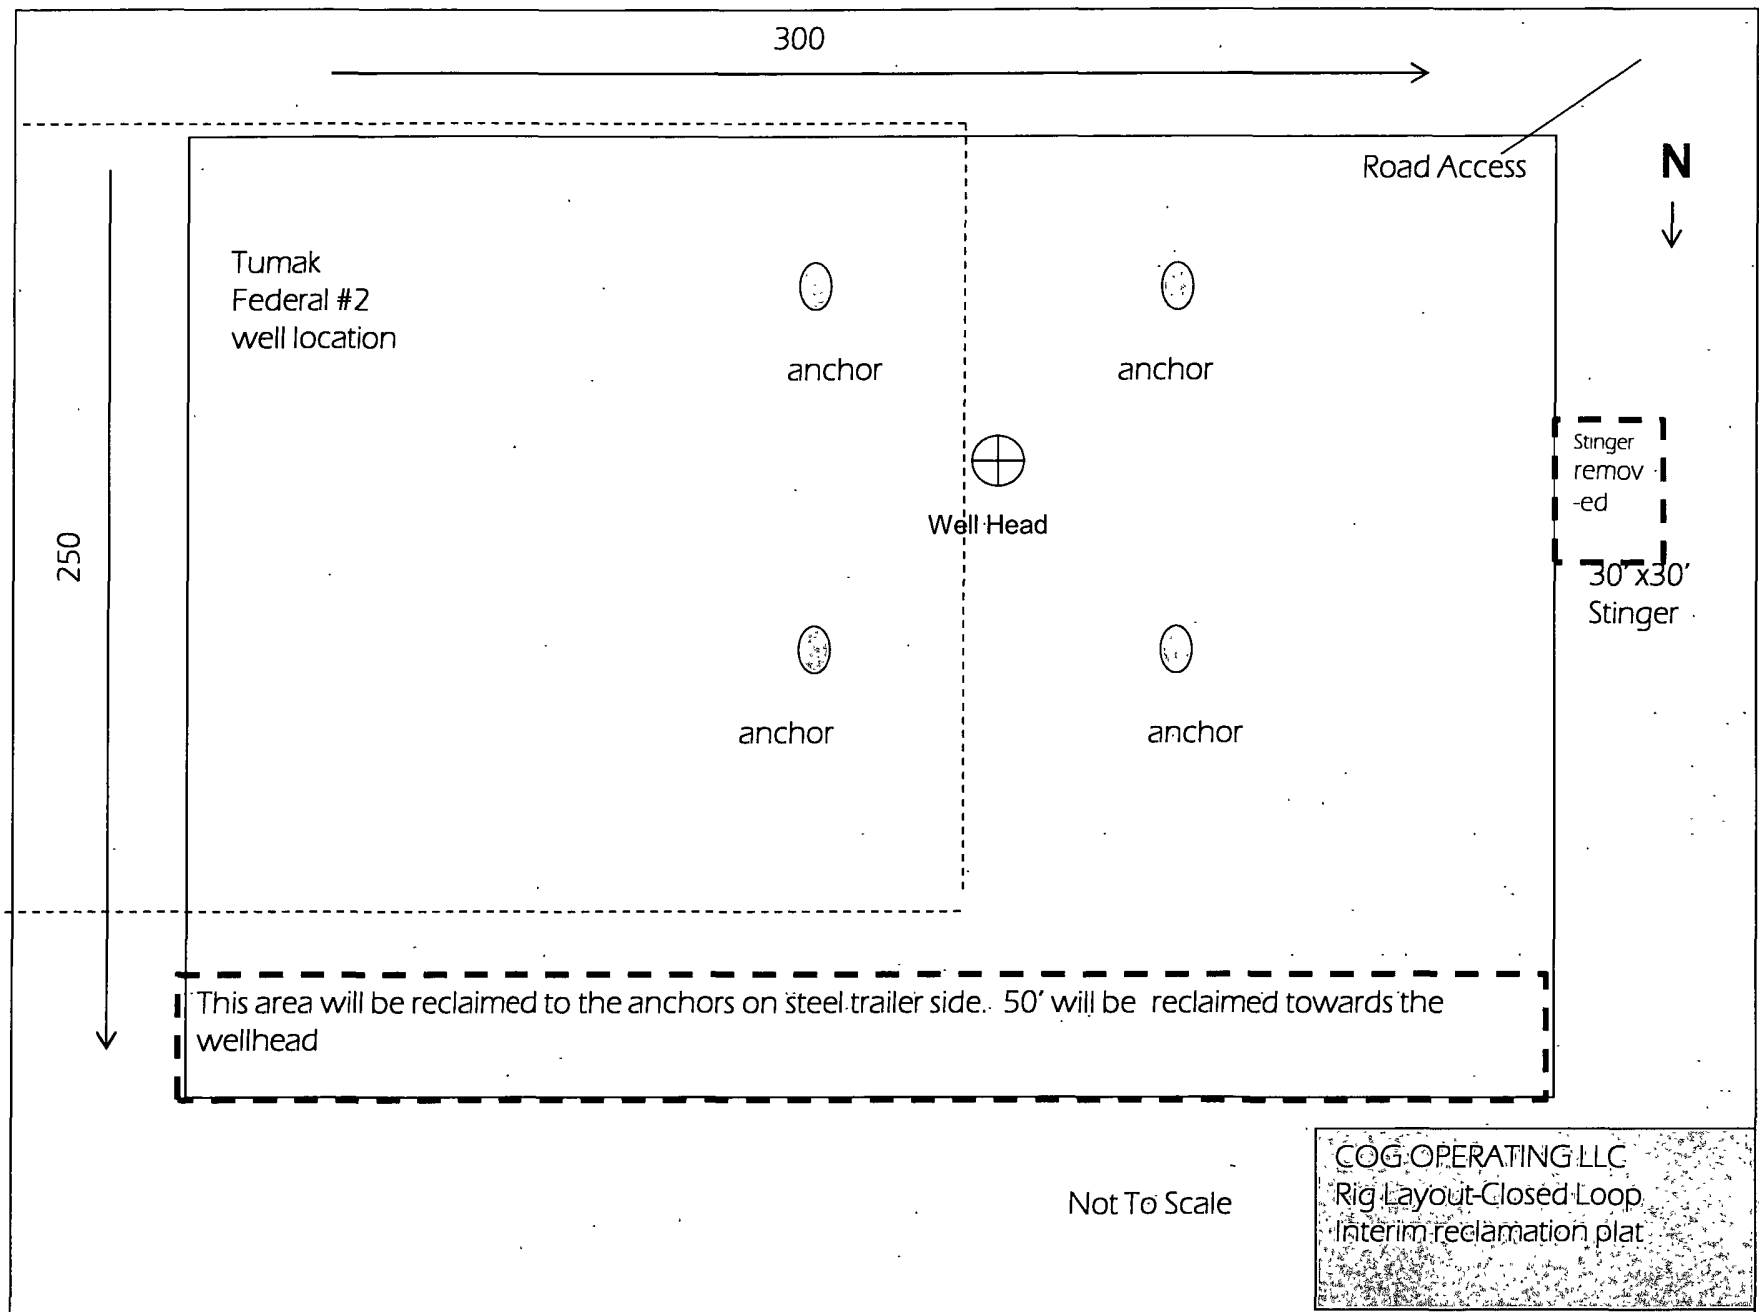 300
Road Access
N
Tumak
Federal #2
well location
anchor
anchor
Stinger
remov
-ed
Well Head
250
30' x30'
Stinger
anchor
anchor
This area will be reclaimed to the anchors on steel trailer side. 50' will be reclaimed towards the
wellhead
Not To Scale
COG OPERATING LLC
Rig Layout-Closed Loop
Interim reclamation plat